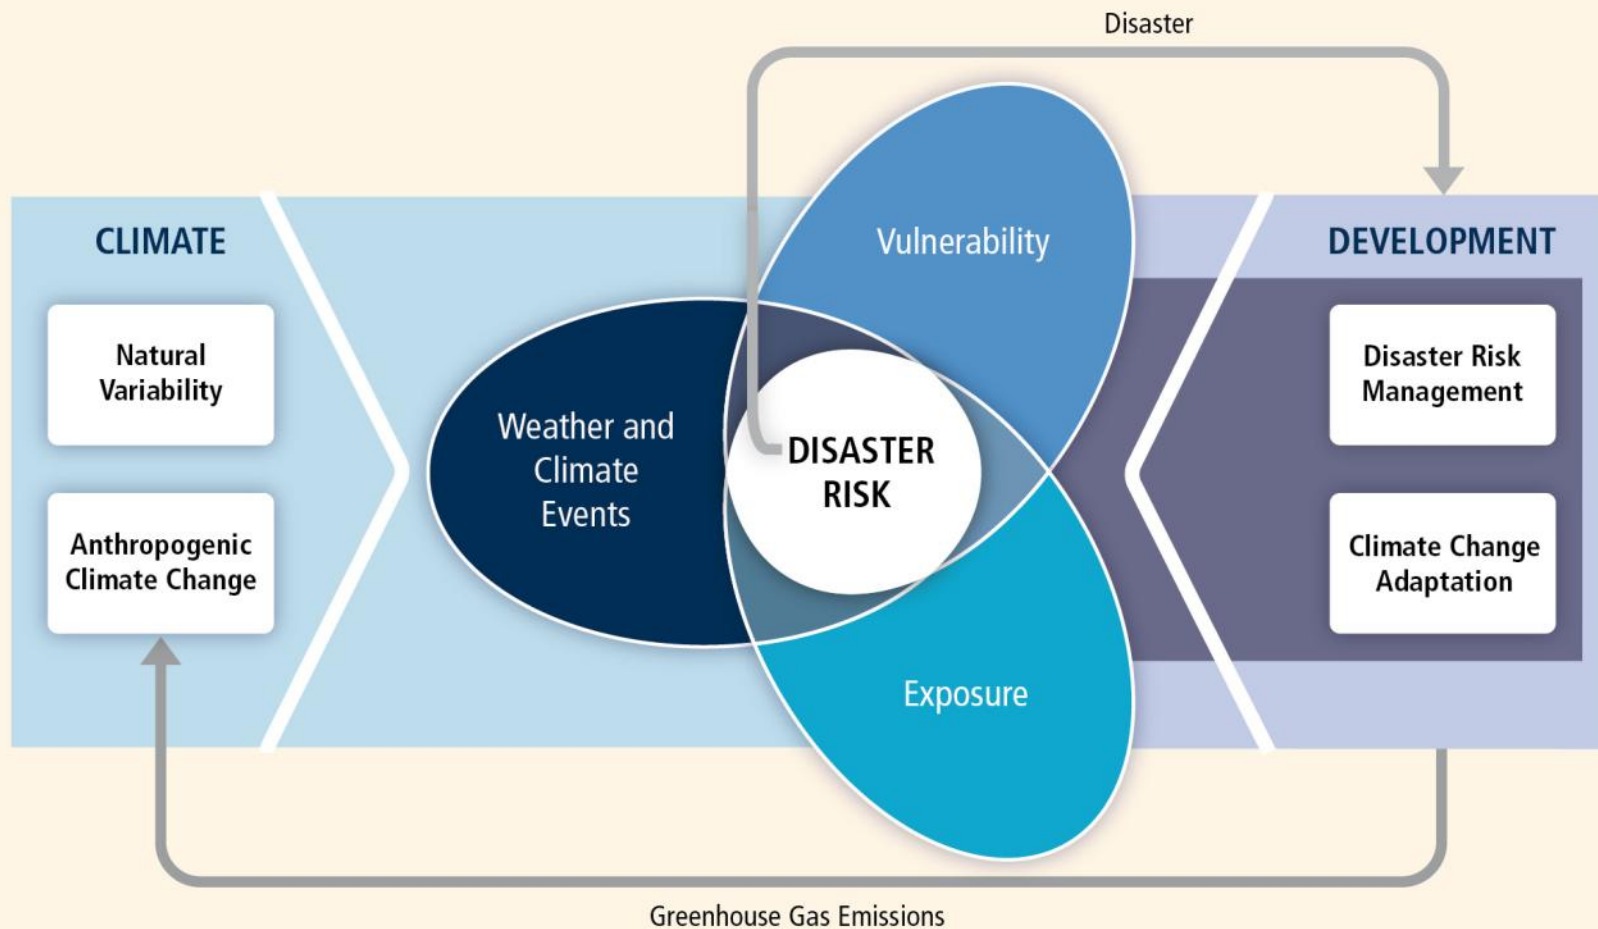 Disaster
CLIMATE
Natural
Variability
Anthropogenic
Climate Change
Weather and
Climate
Events
Vulnerability
DISASTER
RISK
Exposure
DEVELOPMENT
Disaster Risk
Management
Climate Change
Adaptation
Greenhouse Gas Emissions